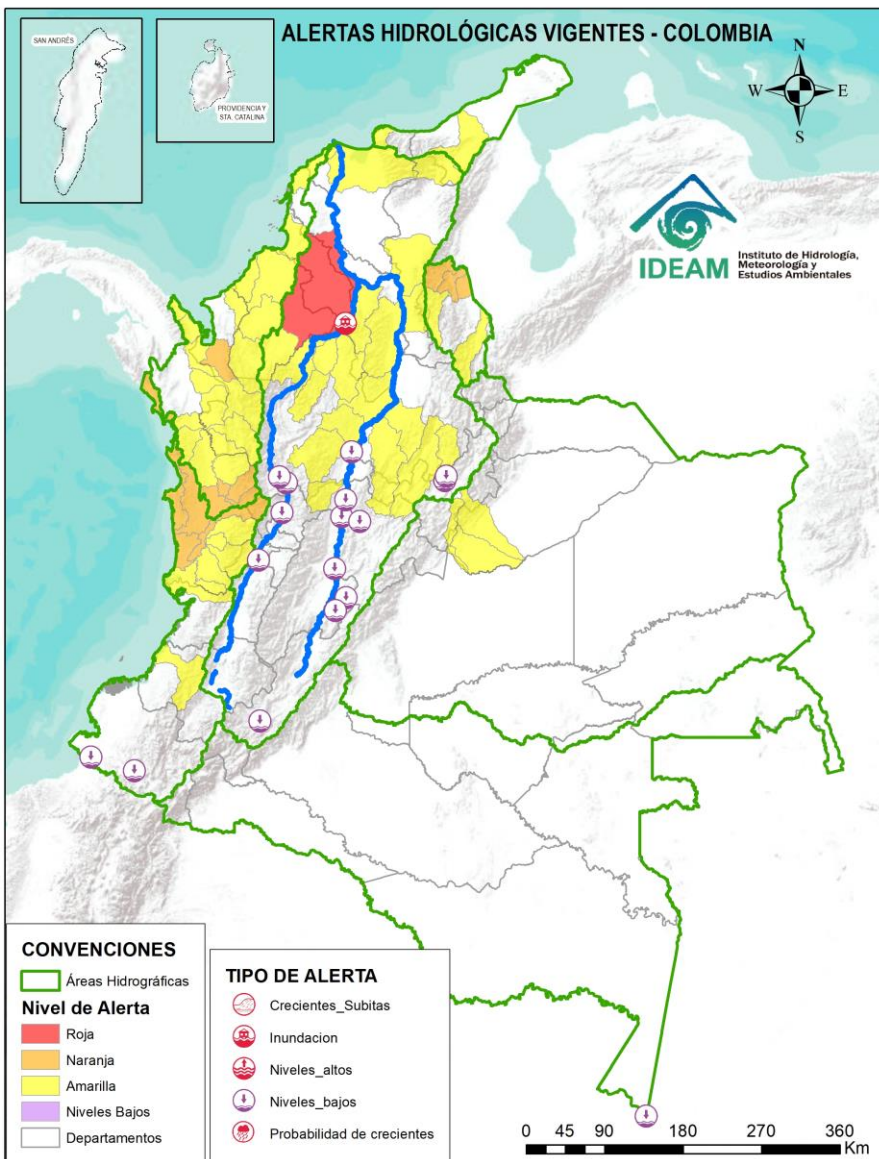 ALERTAS HIDROLÓGICAS VIGENTES - COLOMBIA
SAN ANDRÉS
PROVIDENCIA Y
STA. CATALINA
N
W
E
S
IDEAM
Instituto de Hidrología,
Meteorología y
Estudios Ambientales
CONVENCIONES
Áreas Hidrográficas
Nivel de Alerta
Roja
Naranja
Amarilla
Niveles Bajos
Departamentos
TIPO DE ALERTA
Crecientes_Subitas
Inundacion
Niveles_altos
Niveles_bajos
Probabilidad de crecientes
0 45 90 180 270 360
Km